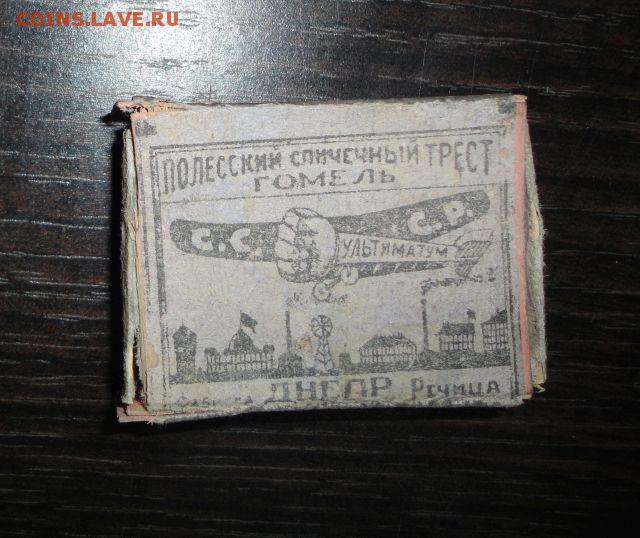 COINS.LAVE.RU
ПОЛЕССКИЙ СПИЧЕЧНЫЙ ТРЕСТ
ГОМЕЛЬ
С.С. С.Р.
УЛЬТИМАТУМ
ДНЕПР РЕЧИЦА